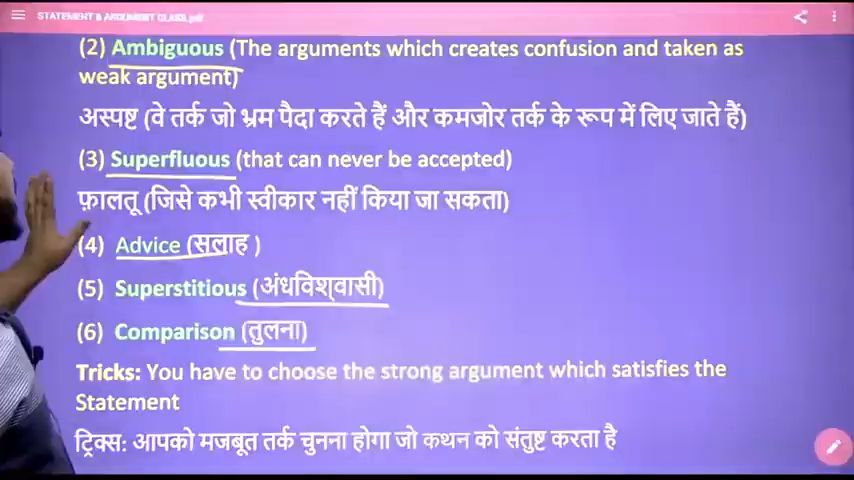 STATEMENT & ARGUMENT CLASS.pdf
(2) Ambiguous (The arguments which creates confusion and taken as
weak argument)
अस्पष्ट (वे तर्क जो भ्रम पैदा करते हैं और कमजोर तर्क के रूप में लिए जाते हैं)
(3) Superfluous (that can never be accepted)
फ़ालतू (जिसे कभी स्वीकार नहीं किया जा सकता)
(4) Advice (सलाह )
(5) Superstitious (अंधविश्वासी)
(6) Comparison (तुलना)
Tricks: You have to choose the strong argument which satisfies the
Statement
ट्रिक्स: आपको मजबूत तर्क चुनना होगा जो कथन को संतुष्ट करता है